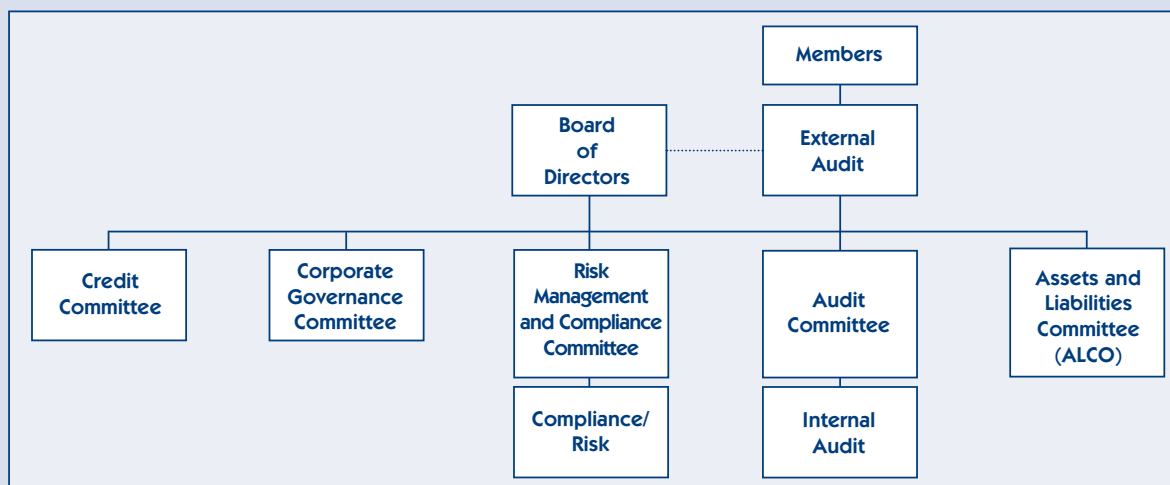 Members
Board
of
Directors
External
Audit
Credit
Committee
Corporate
Governance
Committee
Risk
Management
and Compliance
Committee
Audit
Committee
Assets and
Liabilities
Committee
(ALCO)
Compliance/
Risk
Internal
Audit